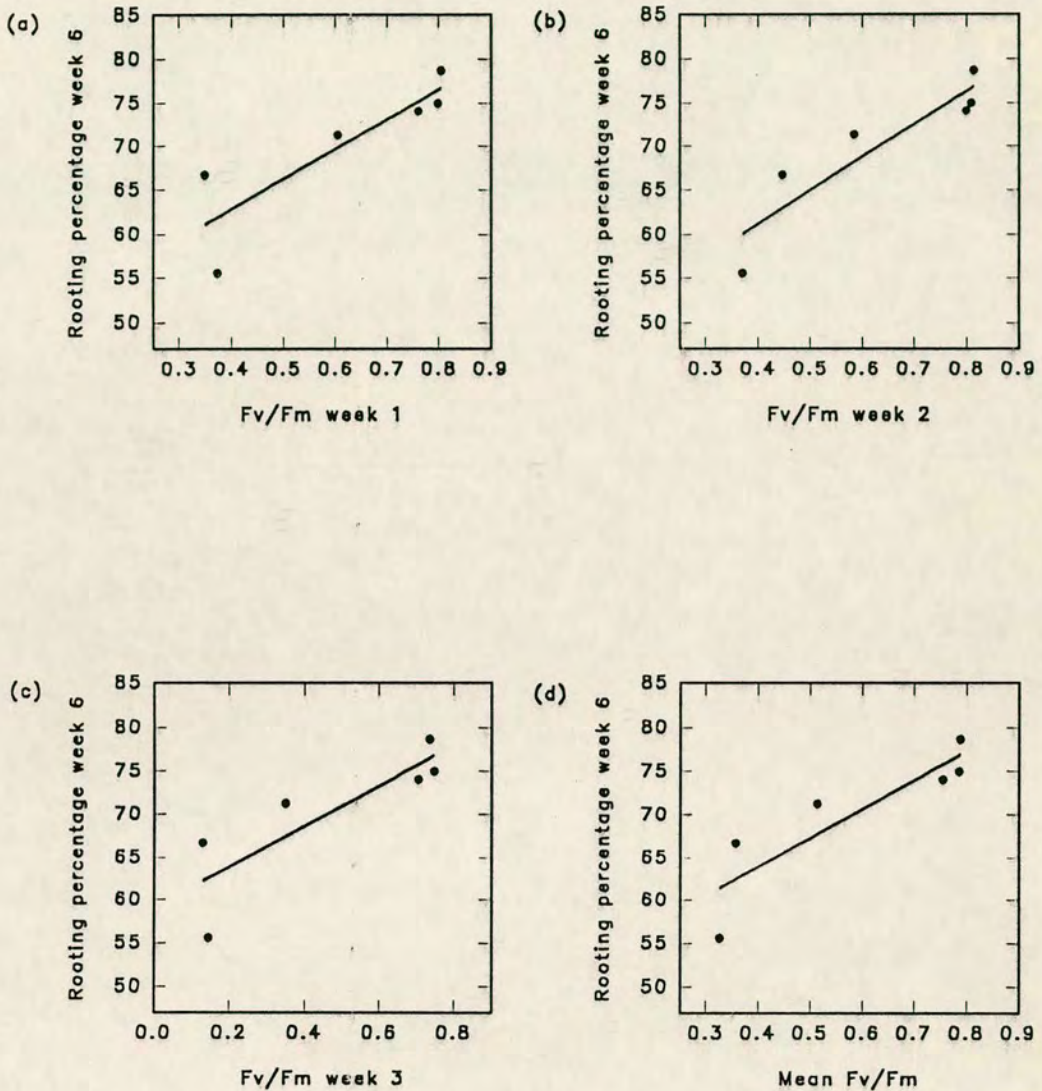 (a)
Rooting percentage week 6
85
80
75
70
65
60
55
50
0.3 0.4 0.5 0.6 0.7 0.8 0.9
Fv/Fm week 1
(b)
Rooting percentage week 6
85
80
75
70
65
60
55
50
0.3 0.4 0.5 0.6 0.7 0.8 0.9
Fv/Fm week 2
(c)
Rooting percentage week 6
85
80
75
70
65
60
55
50
0.0 0.2 0.4 0.6 0.8
Fv/Fm week 3
(d)
Rooting percentage week 6
85
80
75
70
65
60
55
50
0.3 0.4 0.5 0.6 0.7 0.8 0.9
Mean Fv/Fm